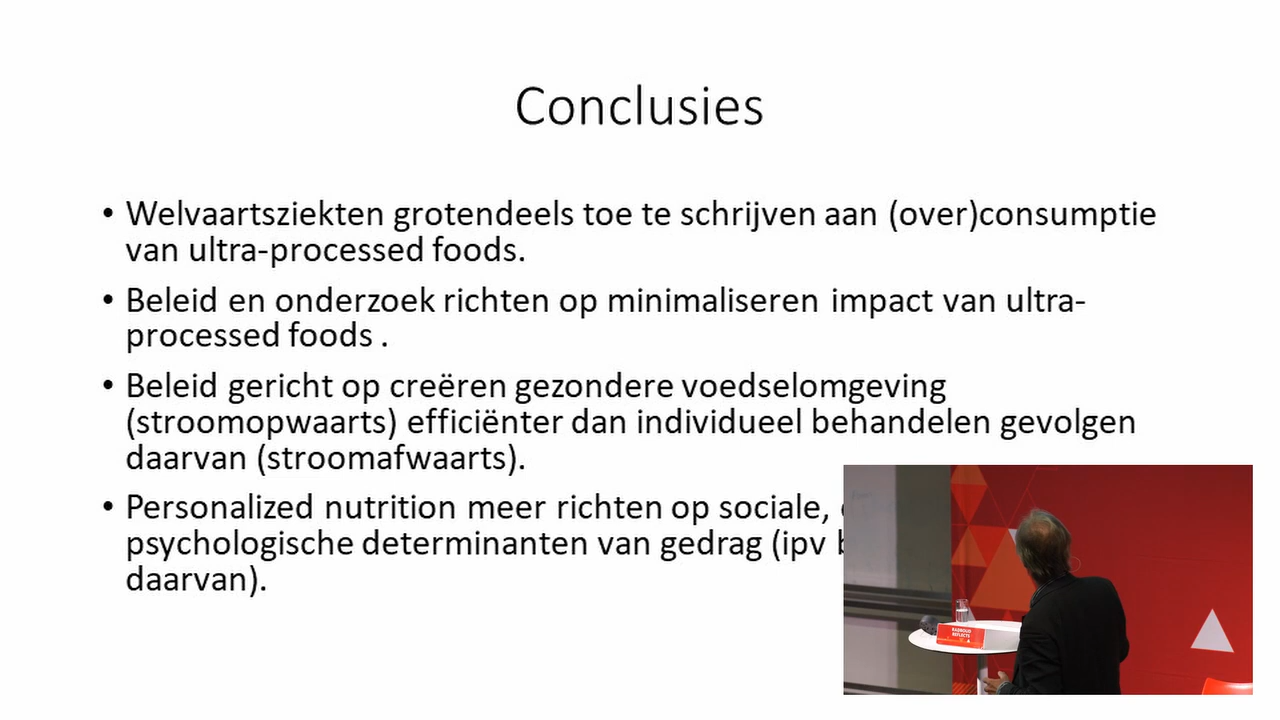 Conclusies
• Welvaartsziekten grotendeels toe te schrijven aan (over)consumptie
van ultra-processed foods.
• Beleid en onderzoek richten op minimaliseren impact van ultra-
processed foods .
• Beleid gericht op creëren gezondere voedselomgeving
(stroomopwaarts) efficiënter dan individueel behandelen gevolgen
daarvan (stroomafwaarts).
• Personalized nutrition meer richten op sociale,
psychologische determinanten van gedrag (ipv
daarvan).
RADBOUD
REFLECTS